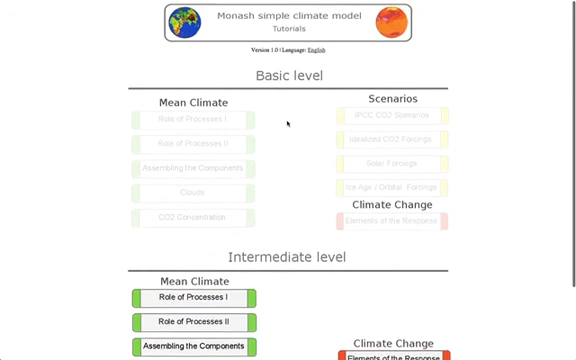 Monash simple climate model
Tutorials
Version 1.0 | Language: English
Basic level
Mean Climate
Role of Processes I
Role of Processes II
Assembling the Components
Clouds
CO2 Concentration
Scenarios
IPCC CO2 Scenarios
Idealized CO2 Forcings
Solar Forcings
Ice Age / Orbital Forcings
Climate Change
Elements of the Response
Intermediate level
Mean Climate
Role of Processes I
Role of Processes II
Assembling the Components
Climate Change
Elements of the Response